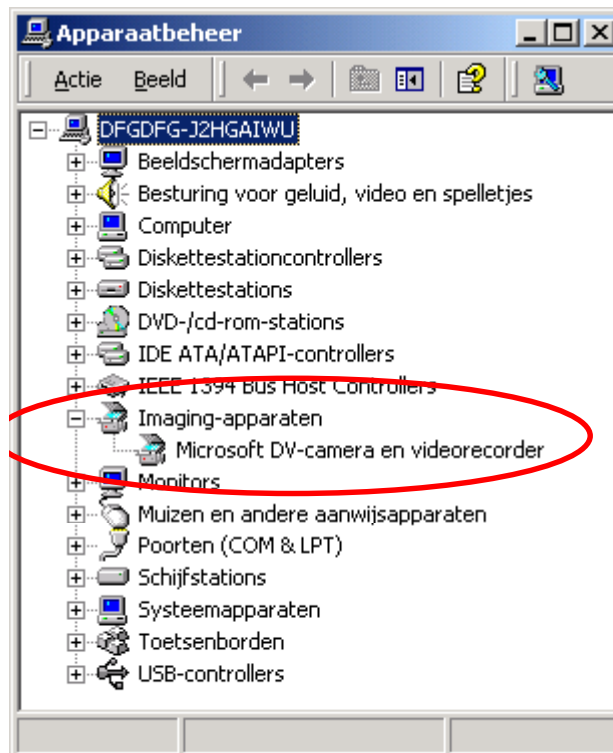 Apparaatbeheer
Actie Beeld
DFGDFG-J2HGAIWU
Beeldschermadapters
Besturing voor geluid, video en spelletjes
Computer
Diskettestationcontrollers
Diskettestations
DVD-/cd-rom-stations
IDE ATA/ATAPI-controllers
IEEE 1394 Bus Host Controllers
Imaging-apparaten
Microsoft DV-camera en videorecorder
Monitors
Muizen en andere aanwijsapparaten
Poorten (COM & LPT)
Schijfstations
Systeemapparaten
Toetsenborden
USB-controllers